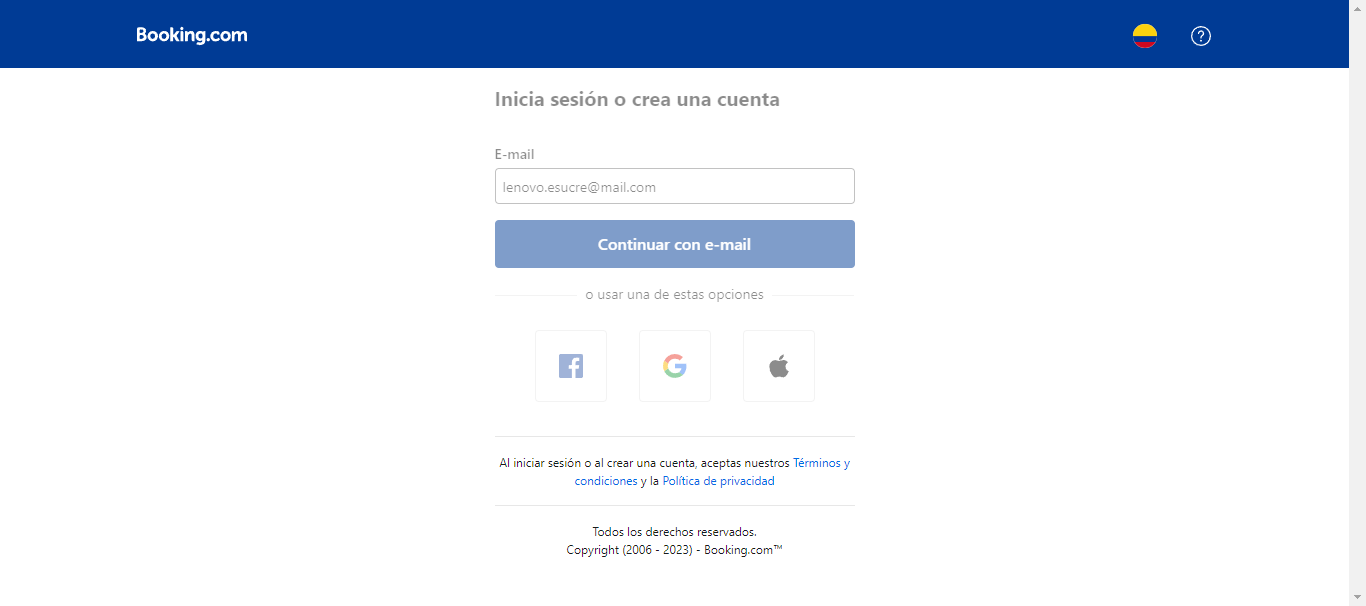 Booking.com
Inicia sesión o crea una cuenta
E-mail
lenovo.esucre@mail.com
Continuar con e-mail
o usar una de estas opciones
Al iniciar sesión o al crear una cuenta, aceptas nuestros Términos y
condiciones y la Política de privacidad
Todos los derechos reservados.
Copyright (2006 - 2023) - Booking.com™